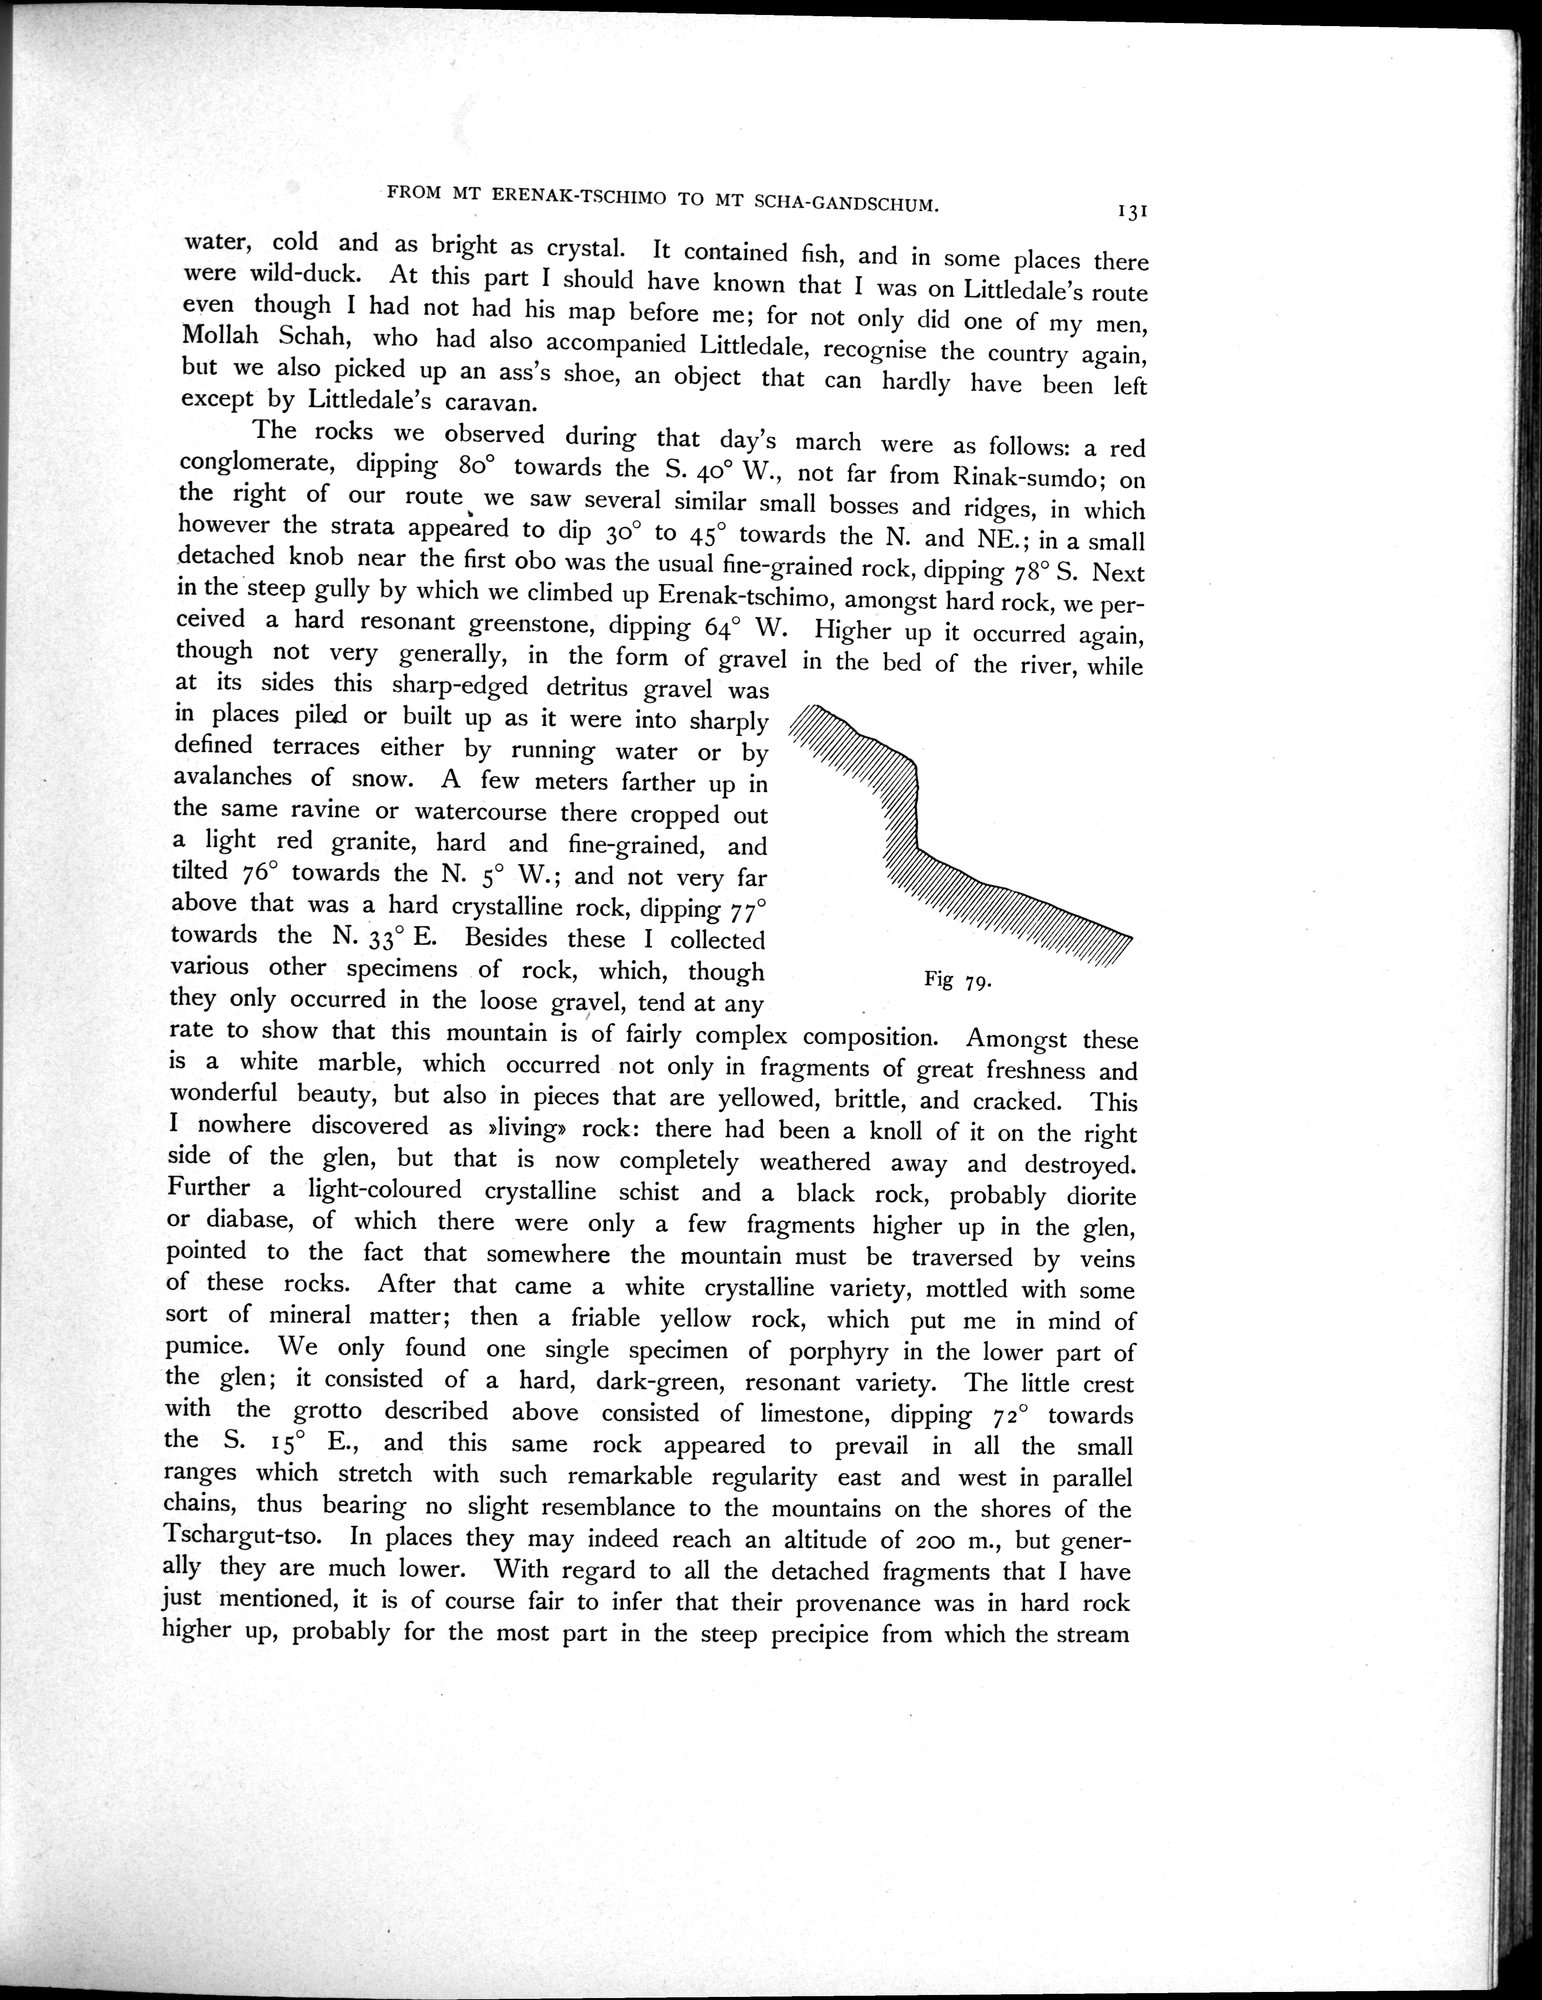 FROM MT ERENAK-TSCHIMO TO MT SCHA-GANDSCHUM.
131
water, cold and as bright as crystal. It contained fish, and in some places there
were wild-duck. At this part I should have known that I was on Littledale's route
even though I had not had his map before me; for not only did one of my men,
Mollah Schah, who had also accompanied Littledale, recognise the country again,
but we also picked up an ass's shoe, an object that can hardly have been left
except by Littledale's caravan.
The rocks we observed during that day's march were as follows: a red
conglomerate, dipping 80° towards the S. 40° W., not far from Rinak-sumdo; on
the right of our route we saw several similar small bosses and ridges, in which
however the strata appeared to dip 30° to 45° towards the N. and NE.; in a small
detached knob near the first obo was the usual fine-grained rock, dipping 78° S. Next
in the steep gully by which we climbed up Erenak-tschimo, amongst hard rock, we per-
ceived a hard resonant greenstone, dipping 64° W. Higher up it occurred again,
though not very generally, in the form of gravel in the bed of the river, while
at its sides this sharp-edged detritus gravel was
in places piled or built up as it were into sharply
defined terraces either by running water or by
avalanches of snow. A few meters farther up in
the same ravine or watercourse there cropped out
a light red granite, hard and fine-grained, and
tilted 76° towards the N. 5° W.; and not very far
above that was a hard crystalline rock, dipping 77°
towards the N. 33° E. Besides these I collected
various other specimens of rock, which, though
they only occurred in the loose gravel, tend at any
Fig 79.
rate to show that this mountain is of fairly complex composition. Amongst these
is a white marble, which occurred not only in fragments of great freshness and
wonderful beauty, but also in pieces that are yellowed, brittle, and cracked. This
I nowhere discovered as »living» rock: there had been a knoll of it on the right
side of the glen, but that is now completely weathered away and destroyed.
Further a light-coloured crystalline schist and a black rock, probably diorite
or diabase, of which there were only a few fragments higher up in the glen,
pointed to the fact that somewhere the mountain must be traversed by veins
of these rocks. After that came a white crystalline variety, mottled with some
sort of mineral matter; then a friable yellow rock, which put me in mind of
pumice. We only found one single specimen of porphyry in the lower part of
the glen; it consisted of a hard, dark-green, resonant variety. The little crest
with the grotto described above consisted of limestone, dipping 72° towards
the S. 15° E., and this same rock appeared to prevail in all the small
ranges which stretch with such remarkable regularity east and west in parallel
chains, thus bearing no slight resemblance to the mountains on the shores of the
Tschargut-tso. In places they may indeed reach an altitude of 200 m., but gener-
ally they are much lower. With regard to all the detached fragments that I have
just mentioned, it is of course fair to infer that their provenance was in hard rock
higher up, probably for the most part in the steep precipice from which the stream